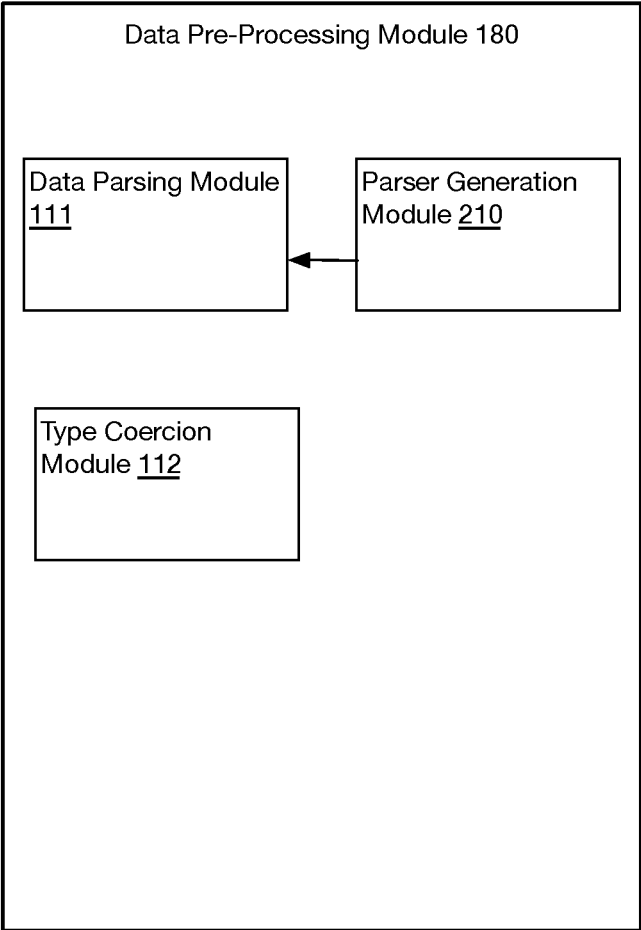 Data Pre-Processing Module 180
Data Parsing Module
111
Parser Generation
Module 210
Type Coercion
Module 112